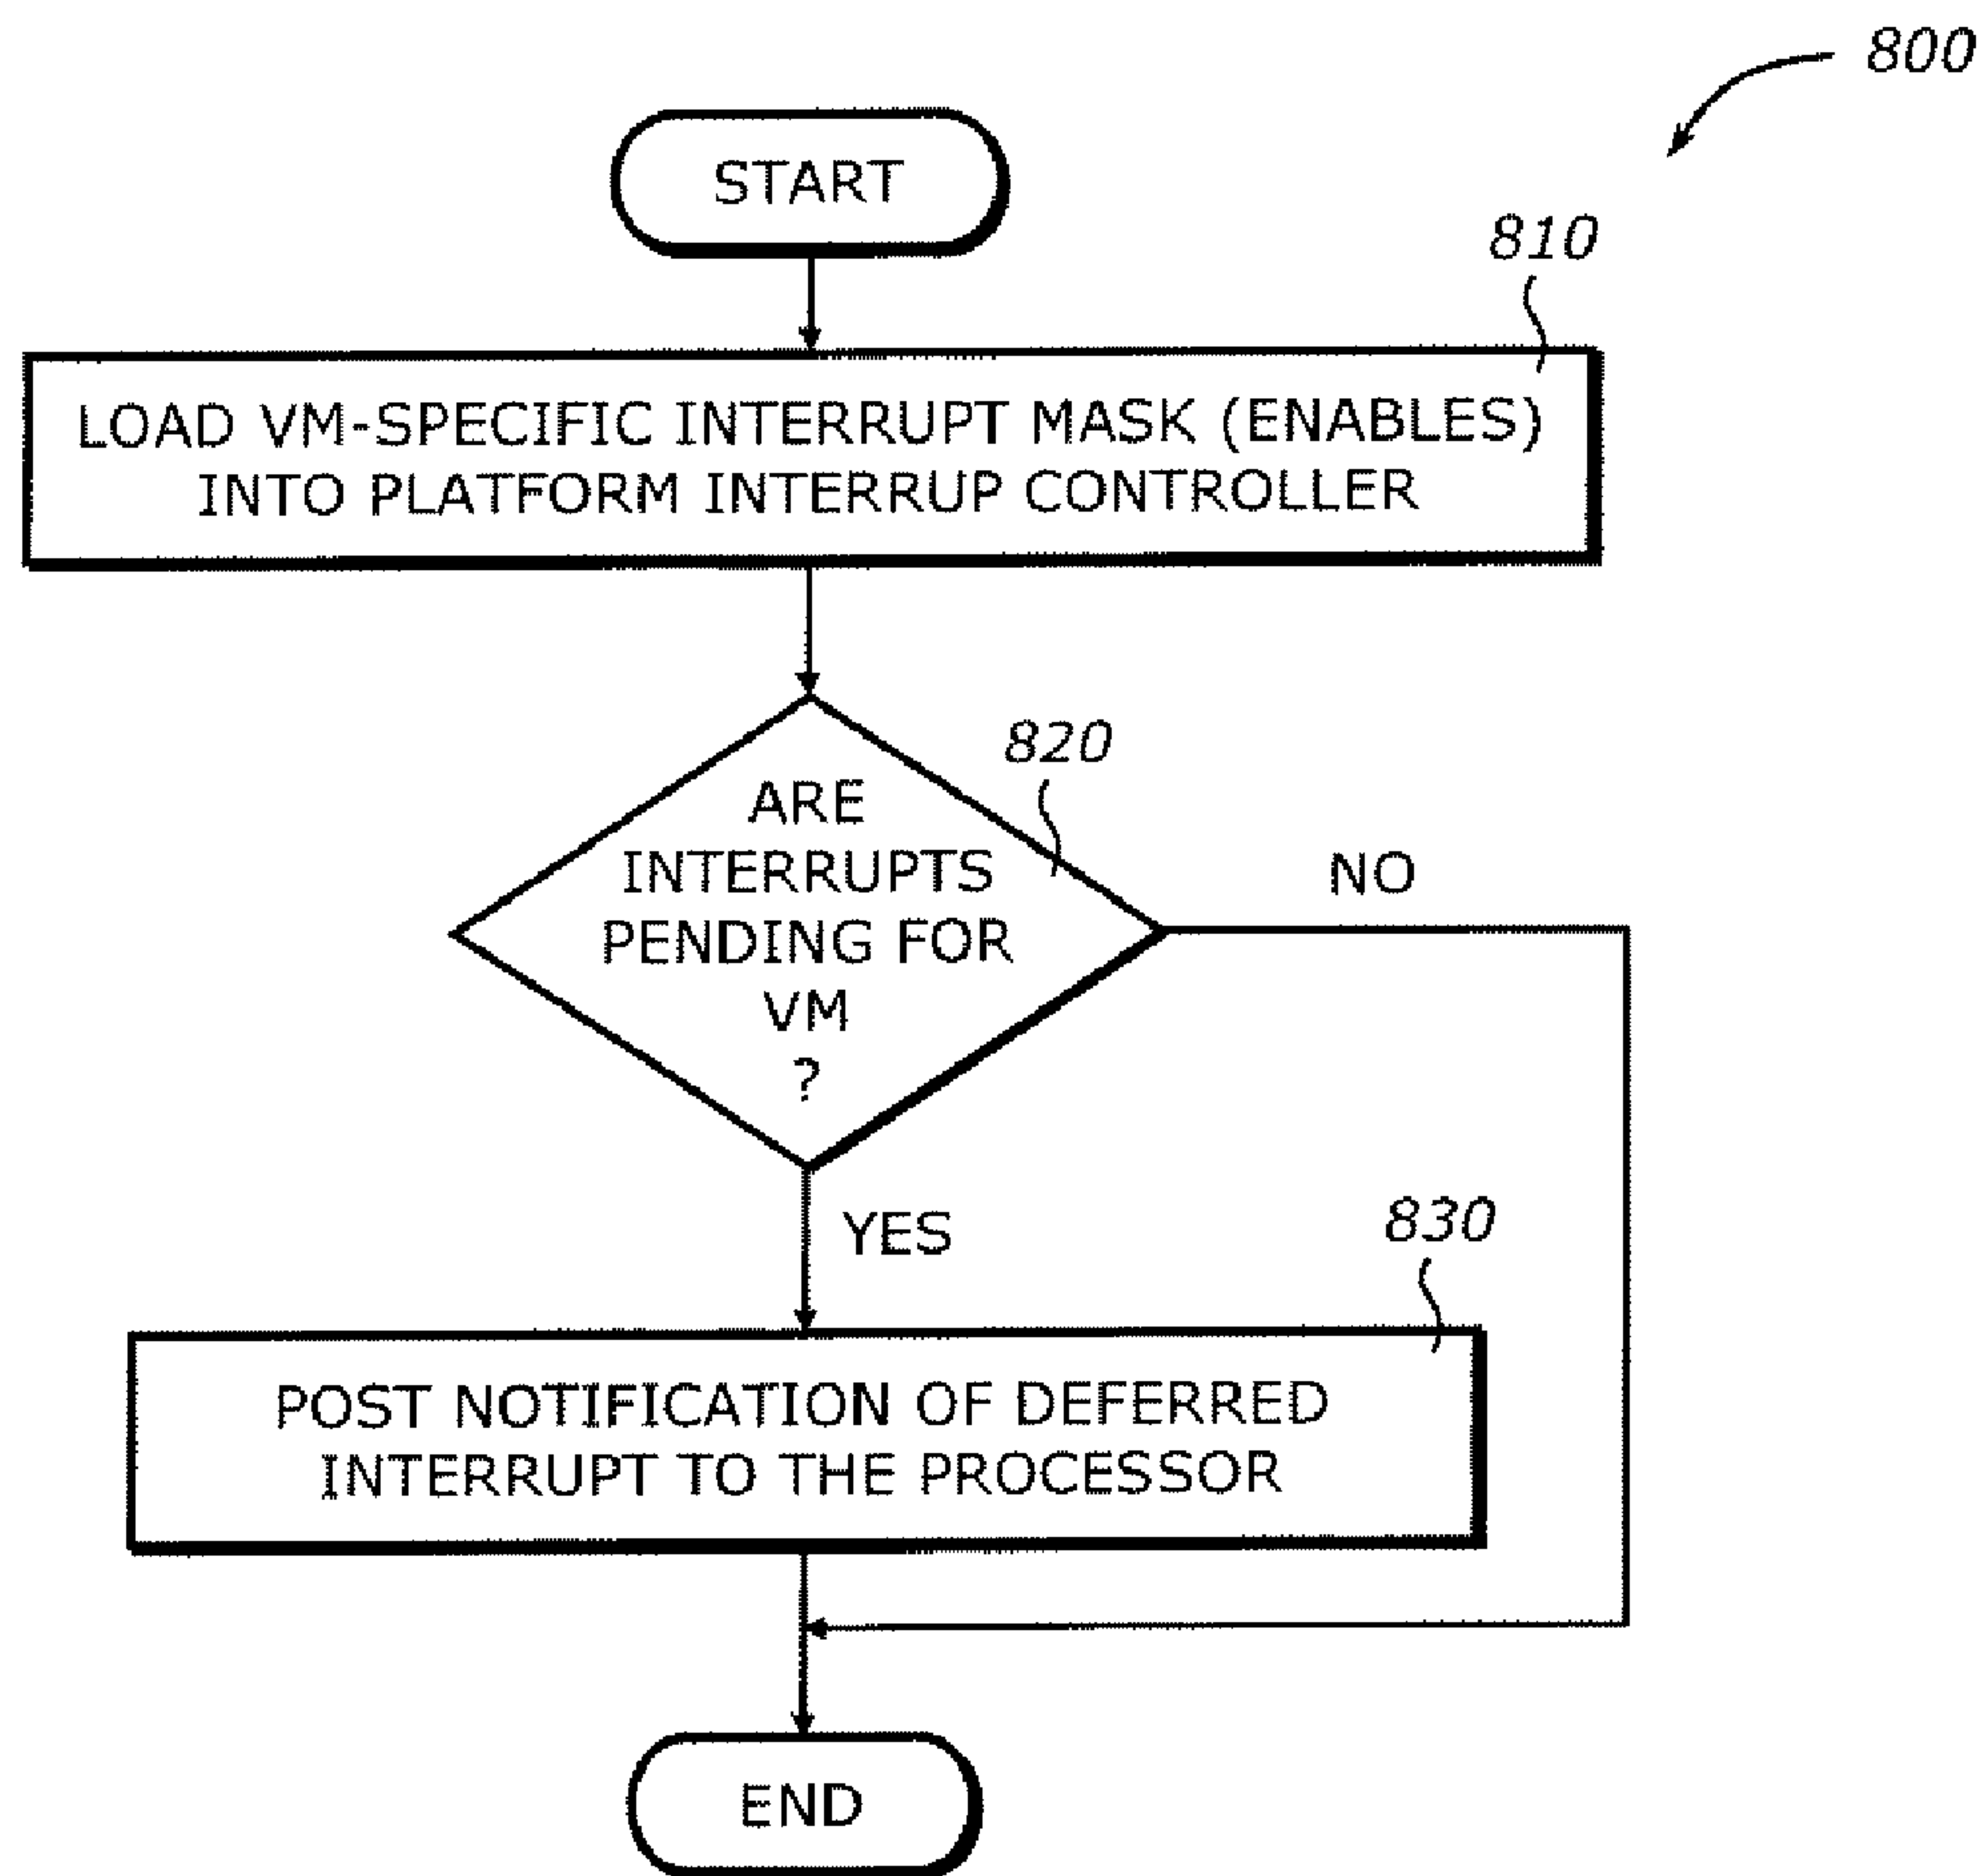 800
START
810
LOAD VM-SPECIFIC INTERRUPT MASK (ENABLES)
INTO PLATFORM INTERRUP CONTROLLER
820
ARE
INTERRUPTS
PENDING FOR
VM
?
NO
YES
830
POST NOTIFICATION OF DEFERRED
INTERRUPT TO THE PROCESSOR
END